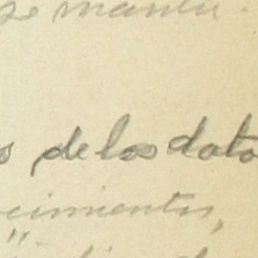 se mantu
s de los dato
cimientos,